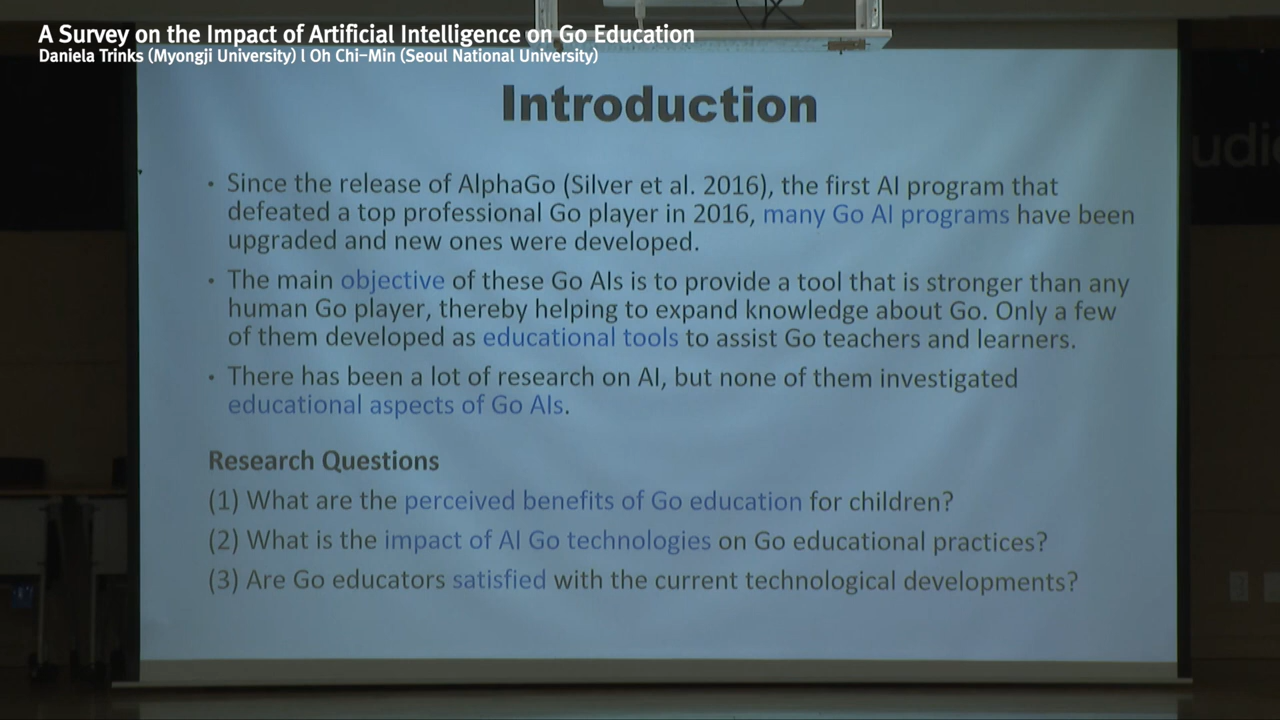 A Survey on the Impact of Artificial Intelligence on Go Education
Daniela Trinks (Myongji University) l Oh Chi-Min (Seoul National University)
Introduction
• Since the release of AlphaGo (Silver et al. 2016), the first AI program that
defeated a top professional Go player in 2016, many Go AI programs have been
upgraded and new ones were developed.
• The main objective of these Go AIs is to provide a tool that is stronger than any
human Go player, thereby helping to expand knowledge about Go. Only a few
of them developed as educational tools to assist Go teachers and learners.
• There has been a lot of research on AI, but none of them investigated
educational aspects of Go AIs.
Research Questions
(1) What are the perceived benefits of Go education for children?
(2) What is the impact of AI Go technologies on Go educational practices?
(3) Are Go educators satisfied with the current technological developments?